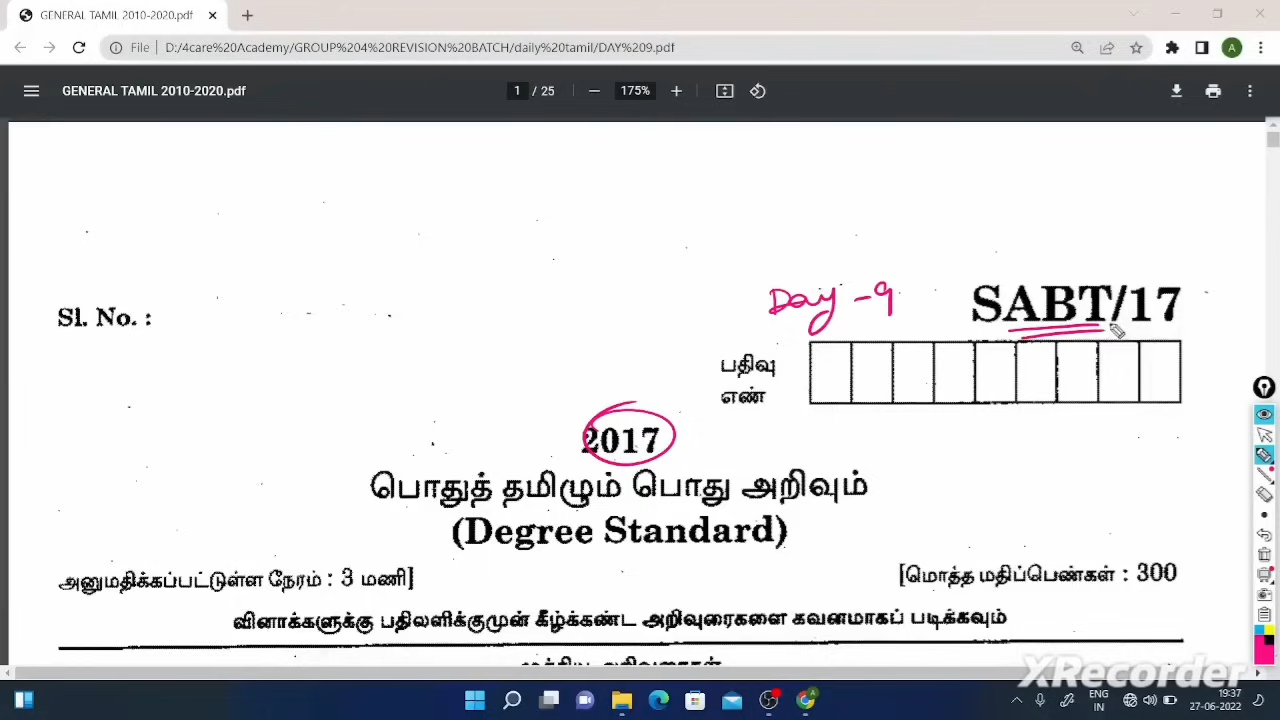 GENERAL TAMIL 2010-2020.pdf
File | D:/4care%20Academy/GROUP%204%20REVISION%20BATCH/daily%20tamil/DAY%209.pdf
A
GENERAL TAMIL 2010-2020.pdf
1 / 25
175%
Day - 9
SABT/17
Sl. No. :
பதிவு
எண்
2017
பொதுத் தமிழும் பொது அறிவும்
(Degree Standard)
அனுமதிக்கப்பட்டுள்ள நேரம் : 3 மணி]
[மொத்த மதிப்பெண்கள் : 300
வினாக்களுக்கு பதிலளிக்குமுன் கீழ்க்கண்ட அறிவுரைகளை கவனமாகப் படிக்கவும்
XRecorder
ENG
IN
19:37
27-06-2022